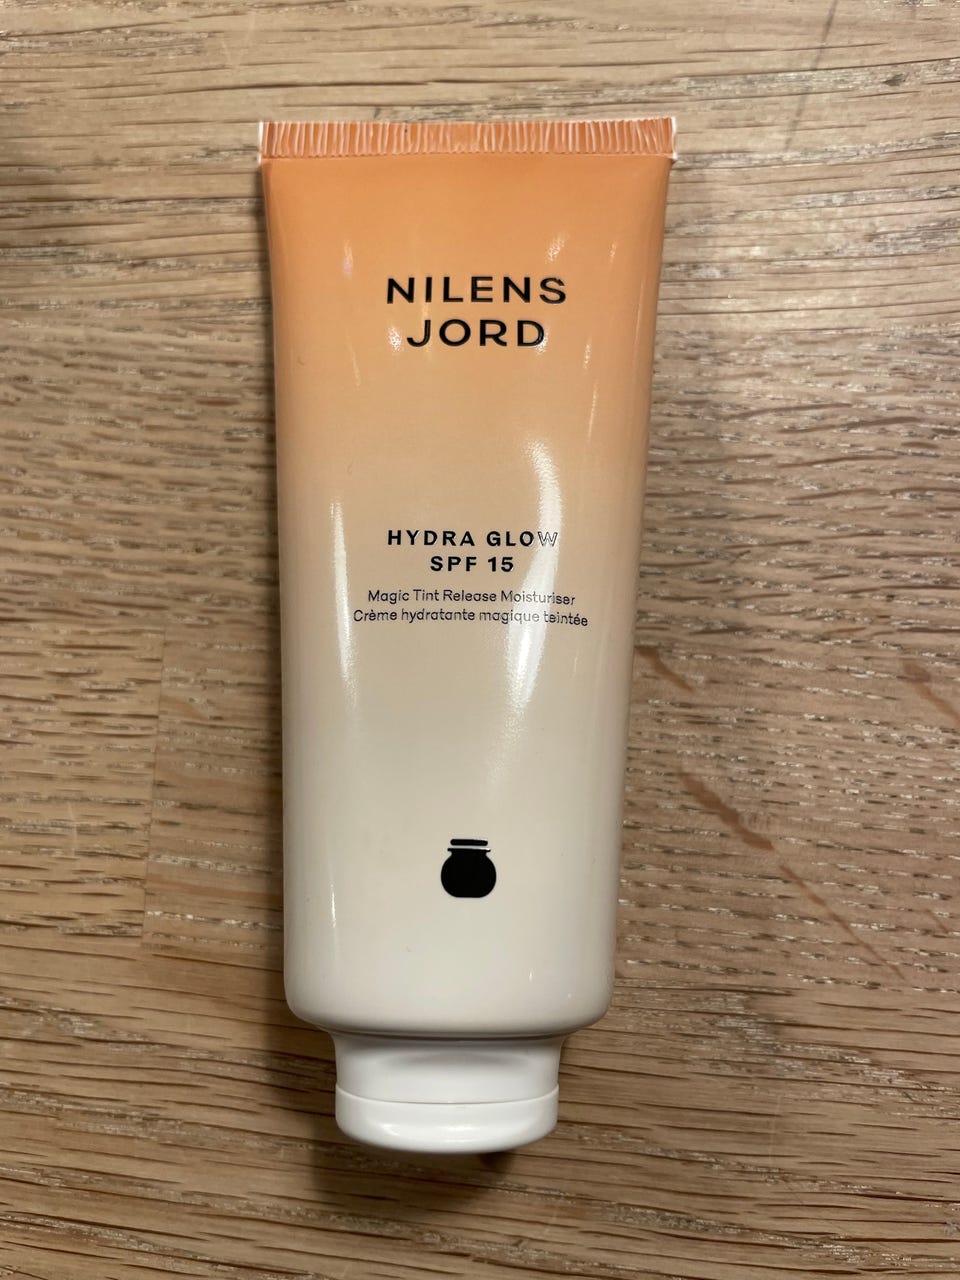 NILENS
JORD
HYDRA GLOW
SPF 15
Magic Tint Release Moisturiser
Crème hydratante magique teintée